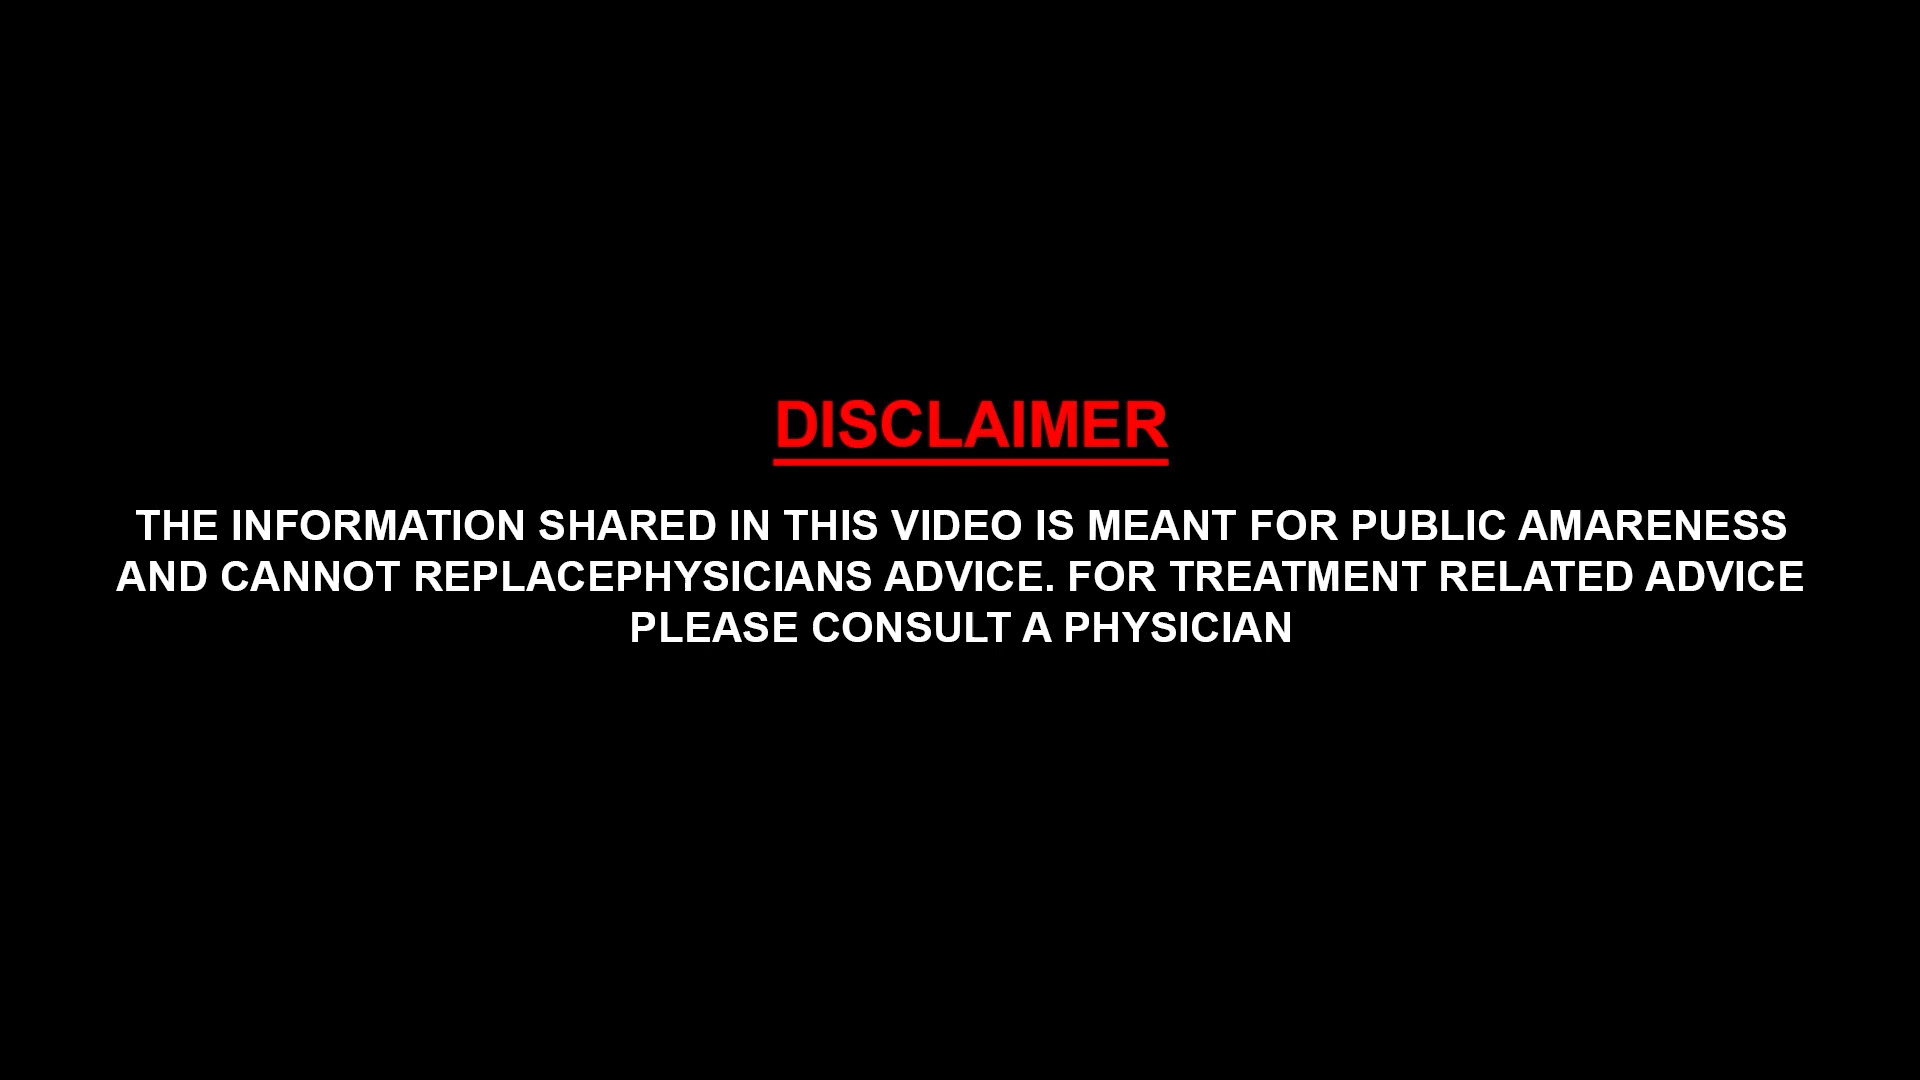 DISCLAIMER
THE INFORMATION SHARED IN THIS VIDEO IS MEANT FOR PUBLIC AMARENESS
AND CANNOT REPLACEPHYSICIANS ADVICE. FOR TREATMENT RELATED ADVICE
PLEASE CONSULT A PHYSICIAN